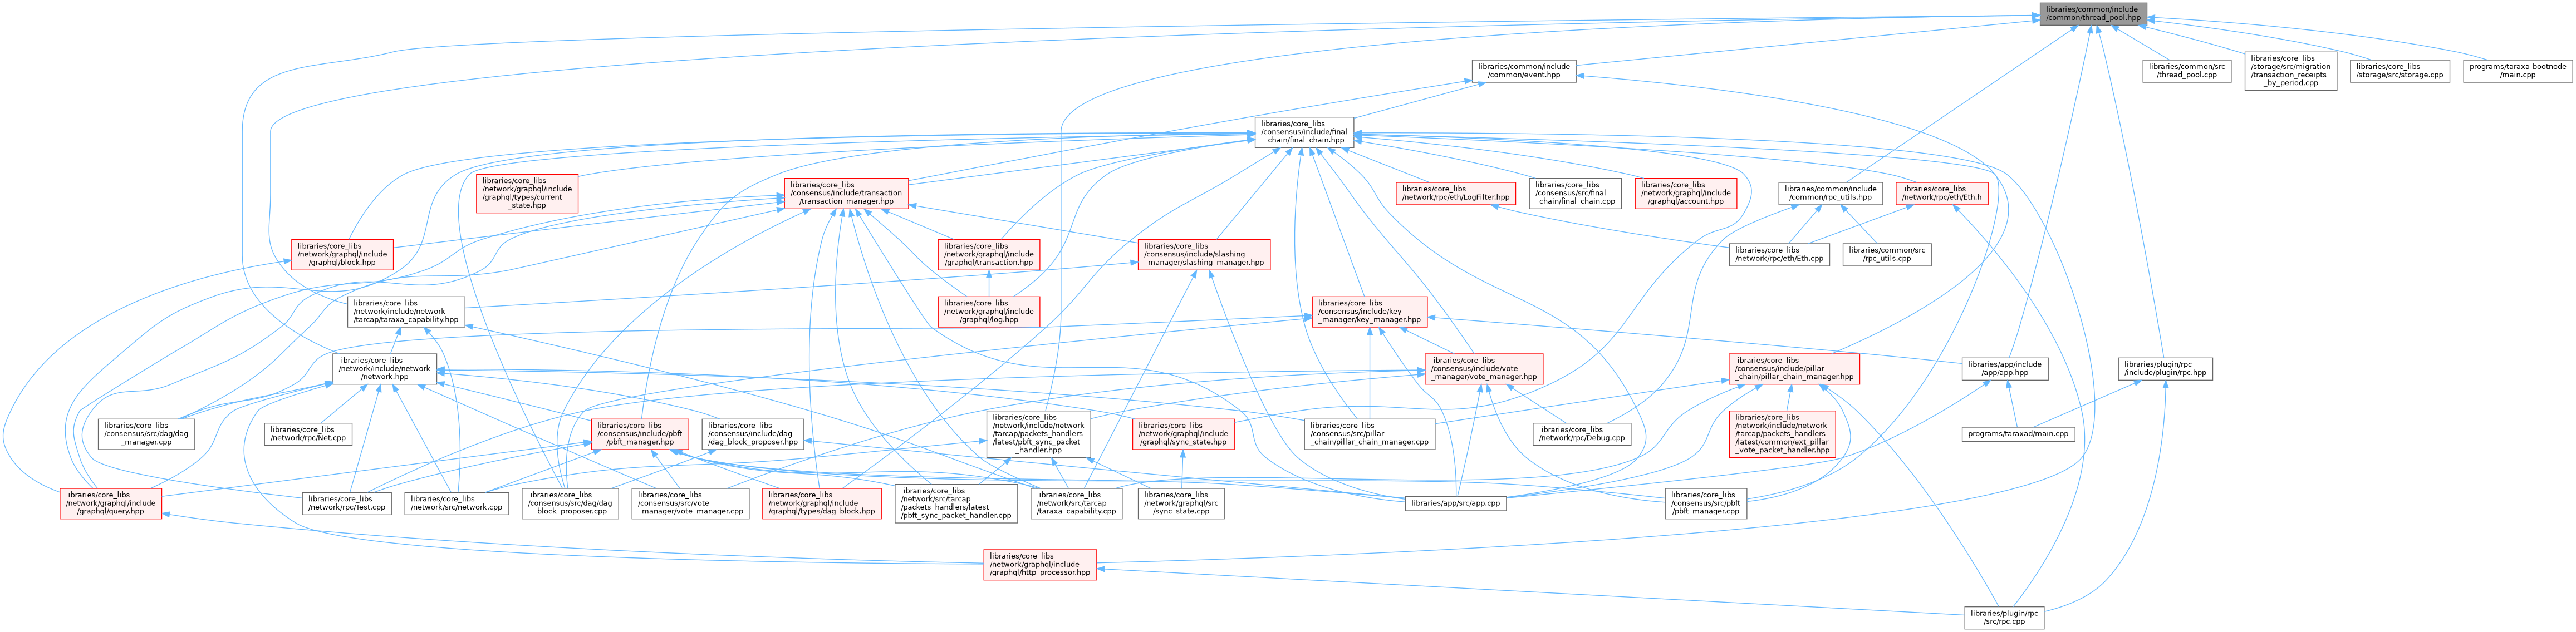 libraries/common/include
/common/thread_pool.hpp
libraries/common/include
/common/event.hpp
libraries/common/src
/thread_pool.cpp
libraries/core_libs
/storage/src/migration
/transaction_receipts
_by_period.cpp
libraries/core_libs
/storage/src/storage.cpp
programs/taraxa-bootnode
/main.cpp
libraries/core_libs
/consensus/include/final
_chain/final_chain.hpp
libraries/core_libs
/network/graphql/include
/graphql/types/current
_state.hpp
libraries/core_libs
/consensus/include/transaction
/transaction_manager.hpp
libraries/core_libs
/network/rpc/eth/LogFilter.hpp
libraries/core_libs
/consensus/src/final
_chain/final_chain.cpp
libraries/core_libs
/network/graphql/include
/graphql/account.hpp
libraries/common/include
/common/rpc_utils.hpp
libraries/core_libs
/network/rpc/eth/Eth.h
libraries/core_libs
/network/graphql/include
/graphql/block.hpp
libraries/core_libs
/network/graphql/include
/graphql/transaction.hpp
libraries/core_libs
/consensus/include/slashing
_manager/slashing_manager.hpp
libraries/core_libs
/network/rpc/eth/Eth.cpp
libraries/common/src
/rpc_utils.cpp
libraries/core_libs
/network/include/network
/tarcap/taraxa_capability.hpp
libraries/core_libs
/network/graphql/include
/graphql/log.hpp
libraries/core_libs
/consensus/include/key
_manager/key_manager.hpp
libraries/core_libs
/network/include/network
/network.hpp
libraries/core_libs
/consensus/include/vote
_manager/vote_manager.hpp
libraries/core_libs
/consensus/include/pillar
_chain/pillar_chain_manager.hpp
libraries/app/include
/app/app.hpp
libraries/plugin/rpc
/include/plugin/rpc.hpp
libraries/core_libs
/consensus/src/dag/dag
_manager.cpp
libraries/core_libs
/network/rpc/Net.cpp
libraries/core_libs
/consensus/include/pbft
/pbft_manager.hpp
libraries/core_libs
/consensus/include/dag
/dag_block_proposer.hpp
libraries/core_libs
/network/include/network
/tarcap/packets_handlers
/latest/pbft_sync_packet
_handler.hpp
libraries/core_libs
/network/graphql/include
/graphql/sync_state.hpp
libraries/core_libs
/consensus/src/pillar
_chain/pillar_chain_manager.cpp
libraries/core_libs
/network/rpc/Debug.cpp
libraries/core_libs
/network/include/network
/tarcap/packets_handlers
/latest/common/ext_pillar
_vote_packet_handler.hpp
programs/taraxad/main.cpp
libraries/core_libs
/network/graphql/include
/graphql/query.hpp
libraries/core_libs
/network/rpc/Test.cpp
libraries/core_libs
/network/src/network.cpp
libraries/core_libs
/consensus/src/dag/dag
_block_proposer.cpp
libraries/core_libs
/consensus/src/vote
_manager/vote_manager.cpp
libraries/core_libs
/network/graphql/include
/graphql/types/dag_block.hpp
libraries/core_libs
/network/src/tarcap
/packets_handlers/latest
/pbft_sync_packet_handler.cpp
libraries/core_libs
/network/src/tarcap
/taraxa_capability.cpp
libraries/core_libs
/network/graphql/src
/sync_state.cpp
libraries/app/src/app.cpp
libraries/core_libs
/consensus/src/pbft
/pbft_manager.cpp
libraries/core_libs
/network/graphql/include
/graphql/http_processor.hpp
libraries/plugin/rpc
/src/rpc.cpp